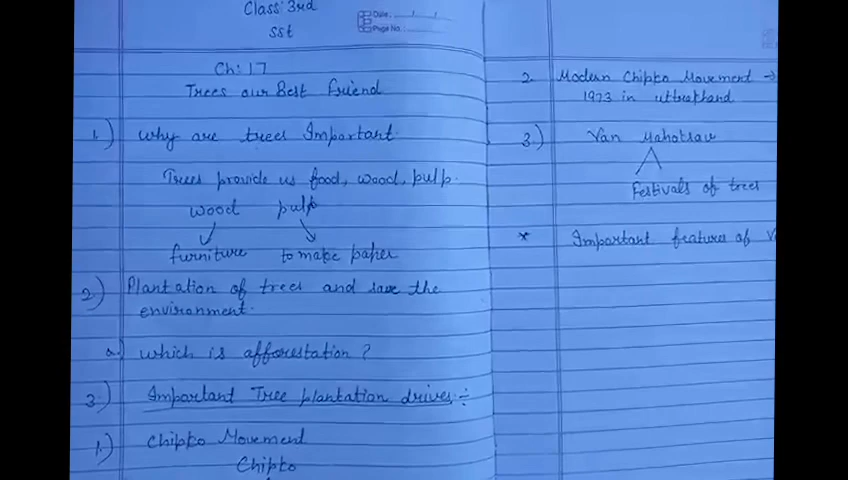 Class: 3rd
Sst
Date
Page No.
Ch: 17
Trees our Best friend
1.) why are trees Important.
Trees provide us food, wood, pulp.
wood pulp
furniture to make paper
2.) Plantation of trees and save the
environment.
a.) which is afforestation?
3.) Important Tree plantation drives:-
1.) Chipko Movement
Chipko
2. Modern Chipko Movement →
1973 in uttrakhand
3.) Van Mahotsav
Festivals of trees
* Important features of